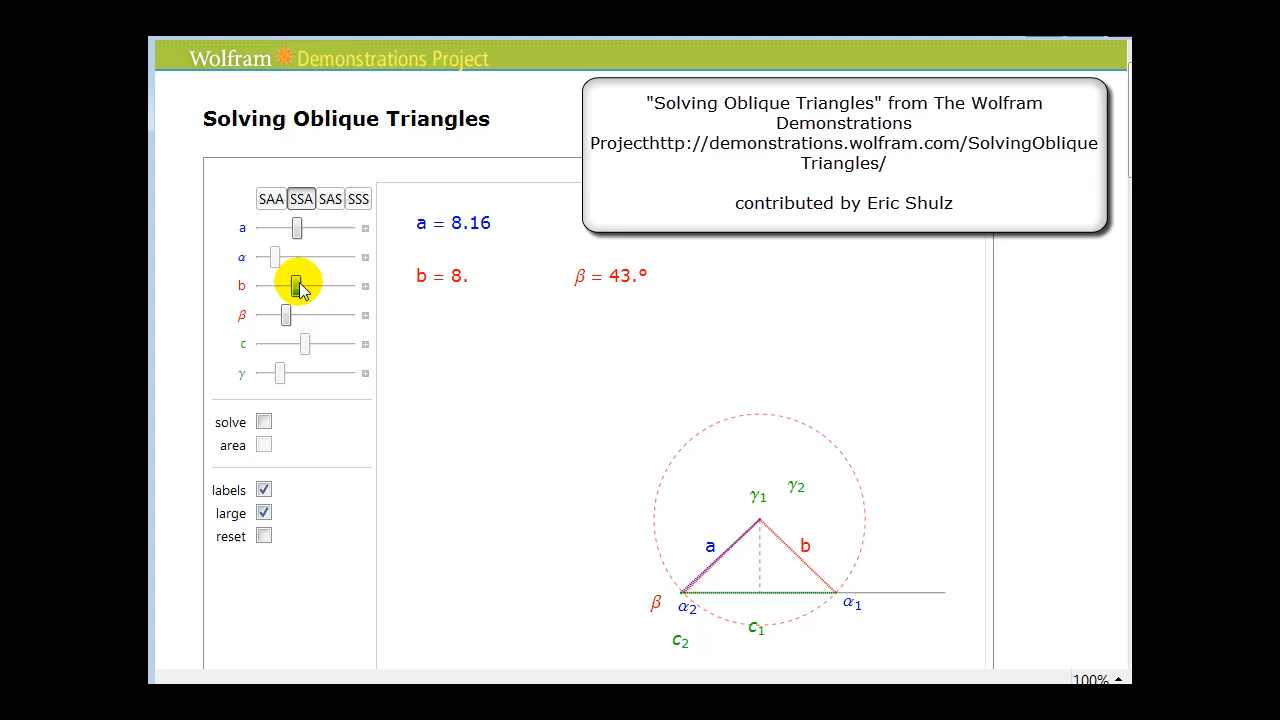 Wolfram Demonstrations Project
"Solving Oblique Triangles" from The Wolfram
Demonstrations
Projecthttp://demonstrations.wolfram.com/SolvingOblique
Triangles/
contributed by Eric Shulz
Solving Oblique Triangles
SAA SSA SAS SSS
a
α
b
β
c
γ
solve
area
labels
large
reset
a = 8.16
b = 8. β = 43.°
γ1 γ2
a b
β α2 α1
c2 c1
100%